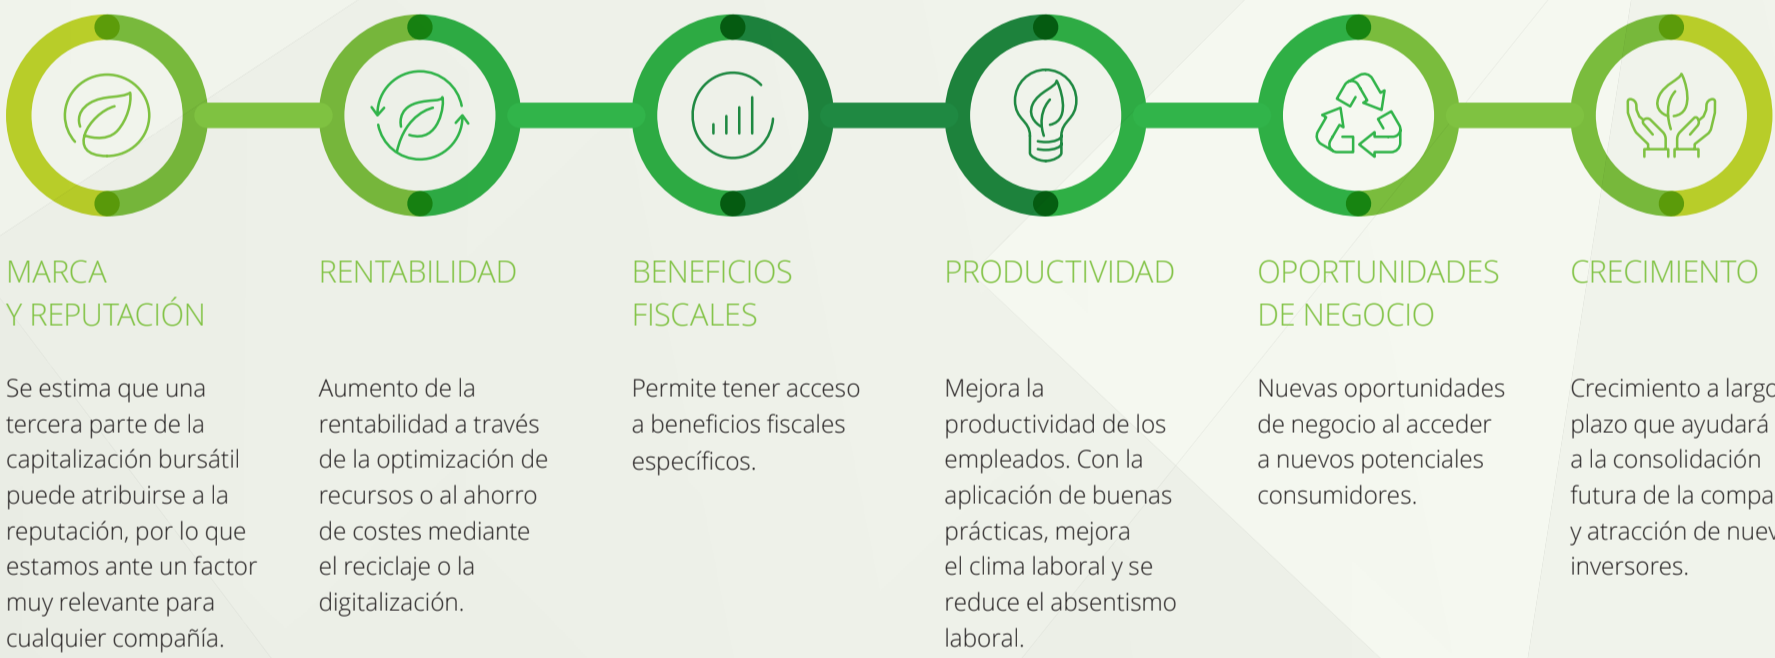 MARCA
Y REPUTACIÓN
Se estima que una
tercera parte de la
capitalización bursátil
puede atribuirse a la
reputación, por lo que
estamos ante un factor
muy relevante para
cualquier compañía.
RENTABILIDAD
Aumento de la
rentabilidad a través
de la optimización de
recursos o al ahorro
de costes mediante
el reciclaje o la
digitalización.
BENEFICIOS
FISCALES
Permite tener acceso
a beneficios fiscales
específicos.
PRODUCTIVIDAD
Mejora la
productividad de los
empleados. Con la
aplicación de buenas
prácticas, mejora
el clima laboral y se
reduce el absentismo
laboral.
OPORTUNIDADES
DE NEGOCIO
Nuevas oportunidades
de negocio al acceder
a nuevos potenciales
consumidores.
CRECIMIENTO
Crecimiento a largo
plazo que ayudará
a la consolidación
futura de la
y atracción de
inversores.